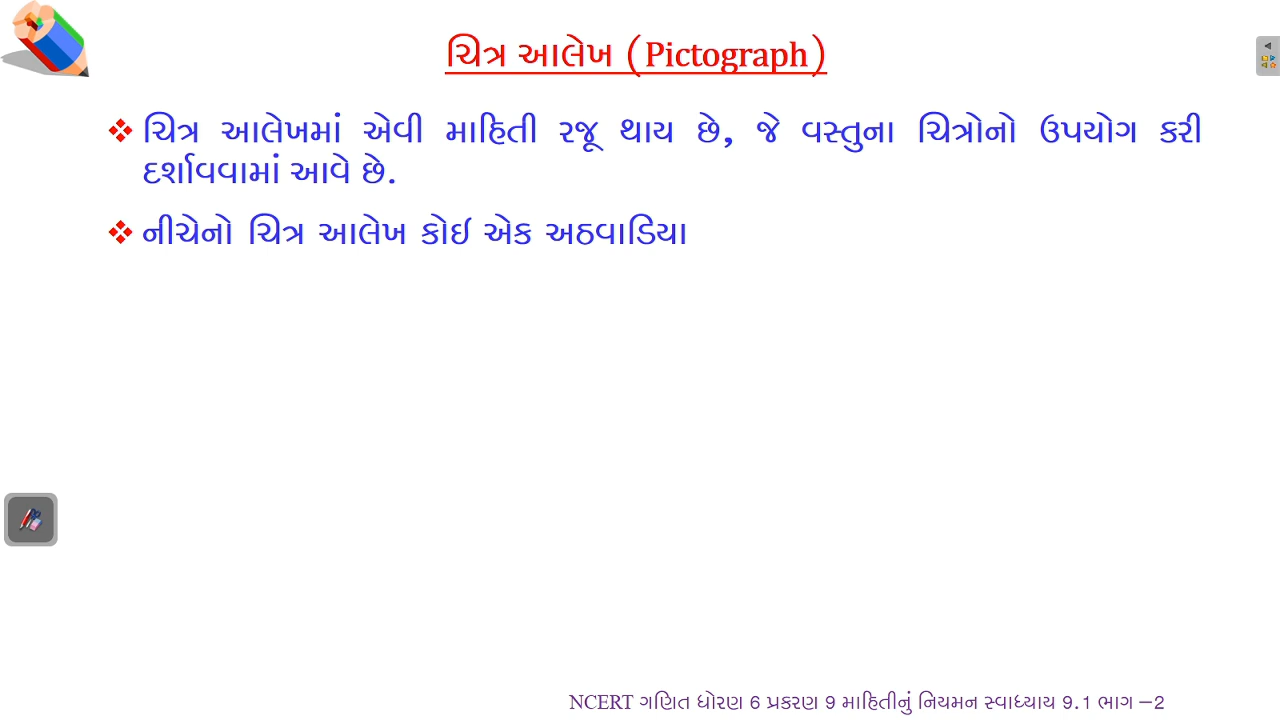 ચિત્ર આલેખ (Pictograph)
❖ ચિત્ર આલેખમાં એવી માહિતી રજૂ થાય છે, જે વસ્તુના ચિત્રોનો ઉપયોગ કરી
દર્શાવવામાં આવે છે.
❖ નીચેનો ચિત્ર આલેખ કોઈ એક અઠવાડિયા
NCERT ગણિત ધોરણ 6 પ્રકરણ 9 માહિતીનું નિયમન સ્વાધ્યાય 9.1 ભાગ –2